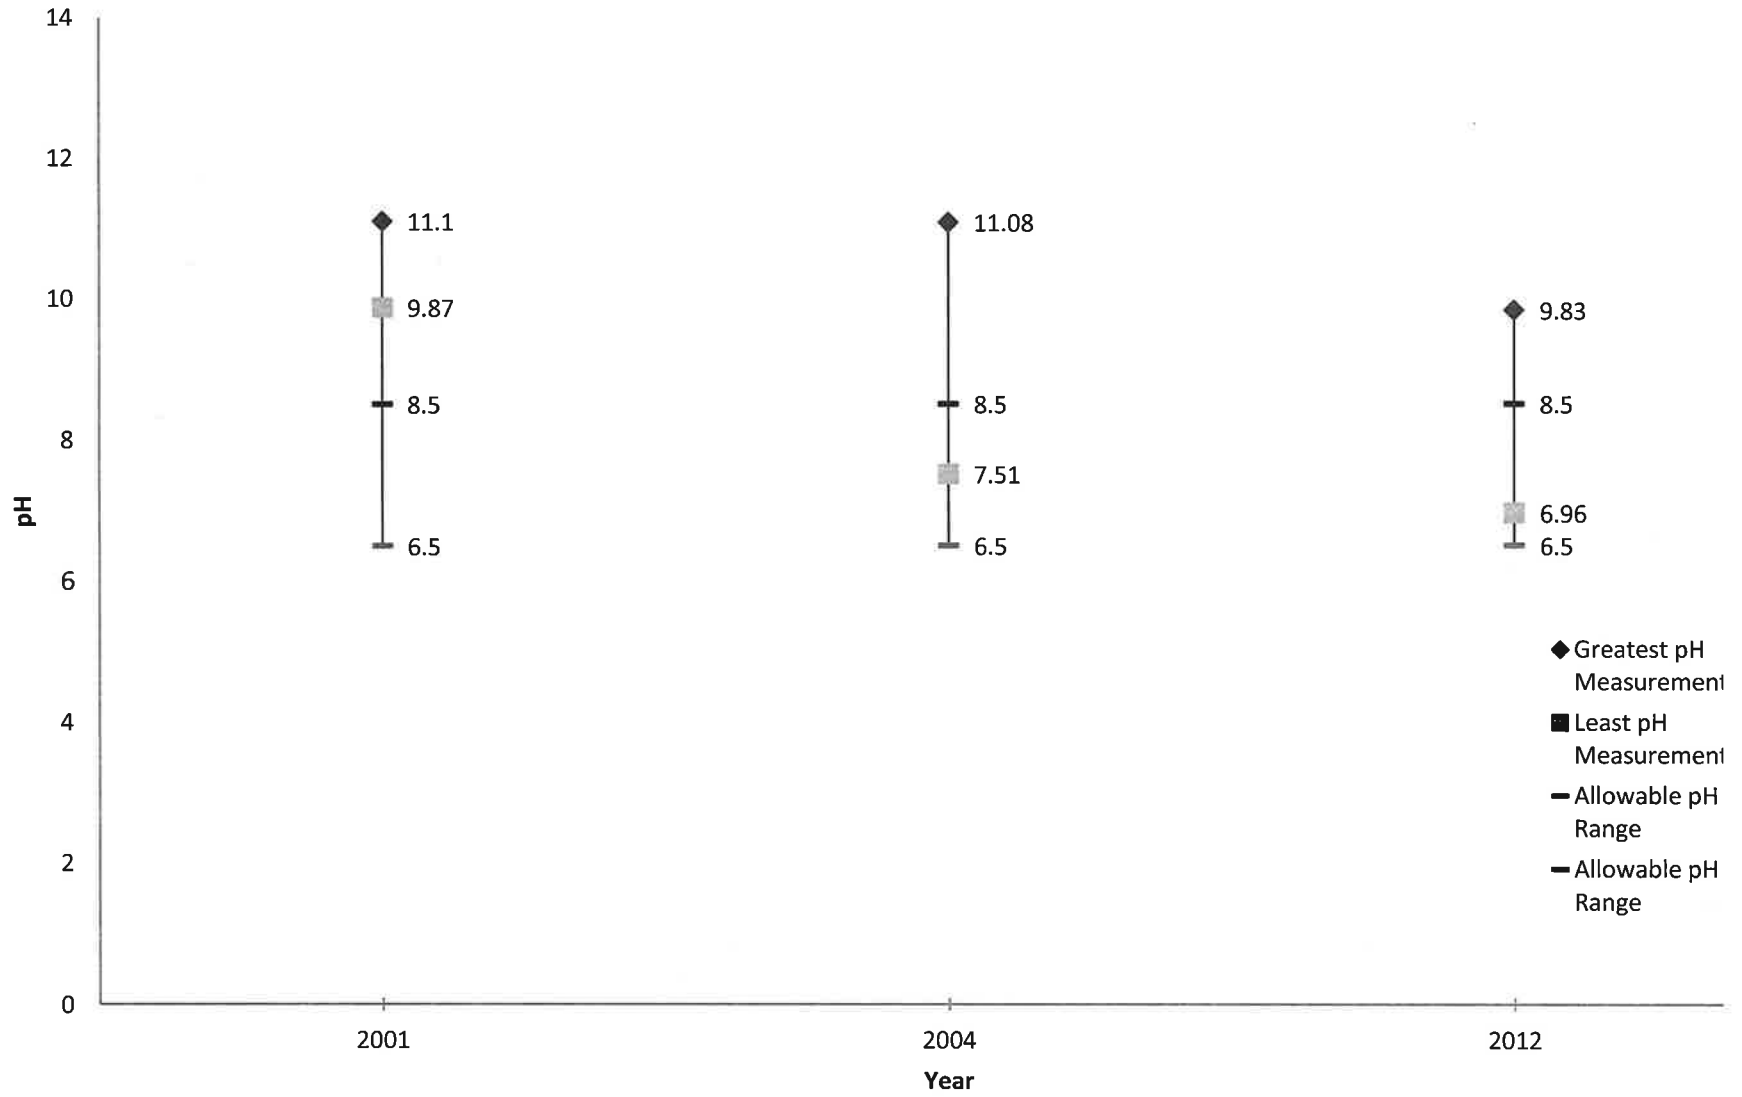 14
12
11.1
11.08
10
9.87
9.83
8.5
8.5
8.5
8
7.51
6.96
6.5
6.5
6.5
6
4
2
0
pH
2001
2004
2012
Year
Greatest pH
Measurement
Least pH
Measurement
Allowable pH
Range
Allowable pH
Range